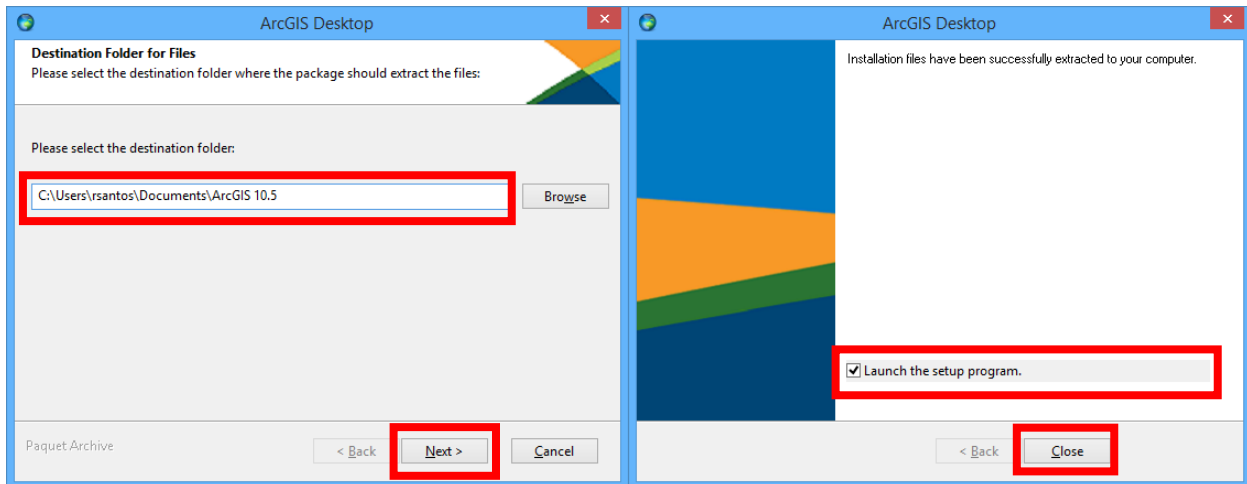 ArcGIS Desktop
Destination Folder for Files
Please select the destination folder where the package should extract the files:
Please select the destination folder:
C:\Users\rsantos\Documents\ArcGIS 10.5
Browse
Paquet Archive
< Back
Next >
Cancel
ArcGIS Desktop
Installation files have been successfully extracted to your computer.
Launch the setup program.
< Back
Close